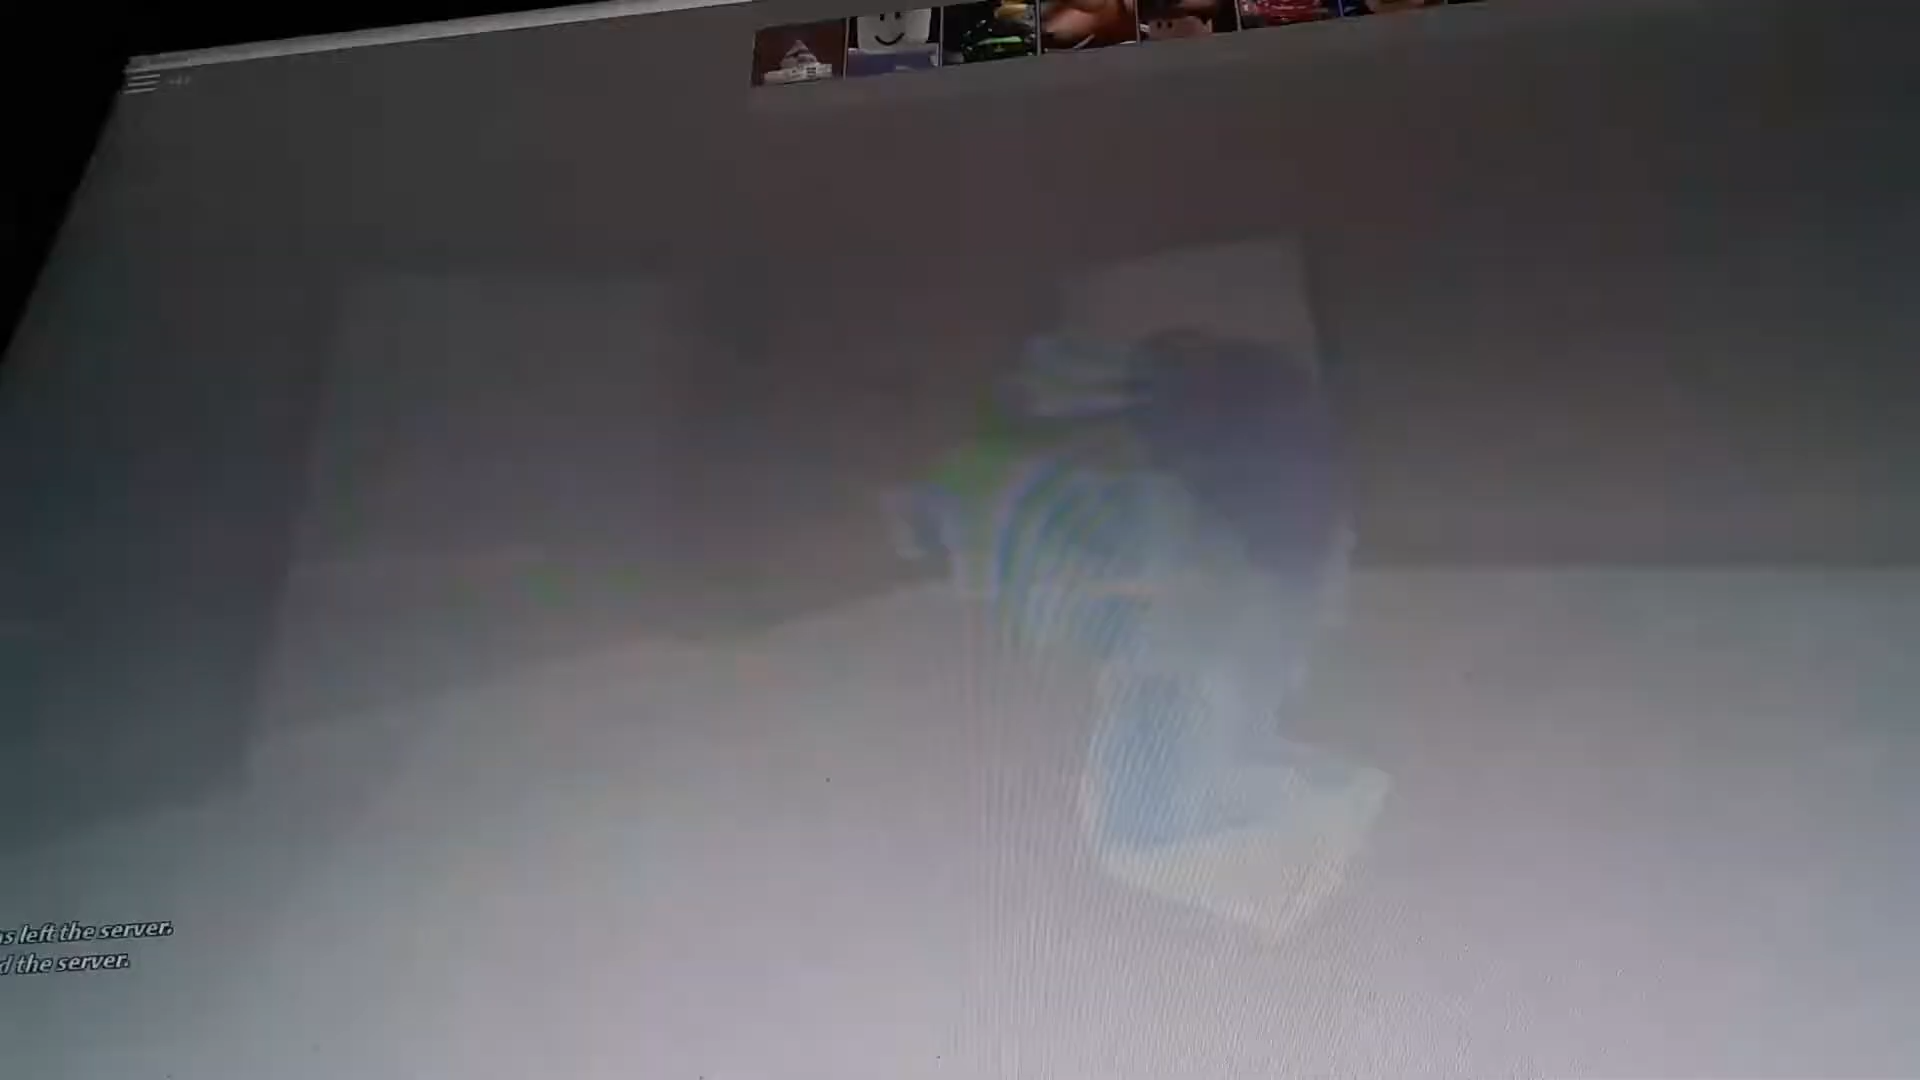 s left the server.
d the server.